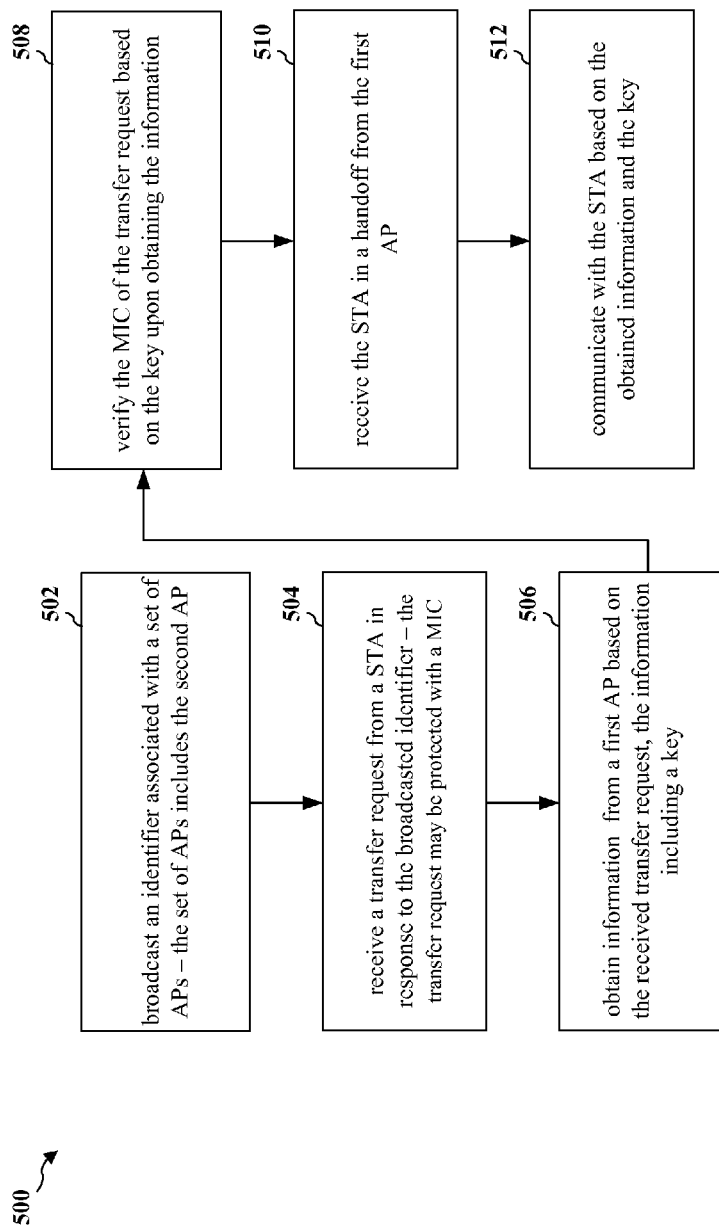 500
502
broadcast an identifier associated with a set of
APs – the set of APs includes the second AP
504
receive a transfer request from a STA in
response to the broadcasted identifier – the
transfer request may be protected with a MIC
506
obtain information from a first AP based on
the received transfer request, the information
including a key
508
verify the MIC of the transfer request based
on the key upon obtaining the information
510
receive the STA in a handoff from the first
AP
512
communicate with the STA based on the
obtained information and the key